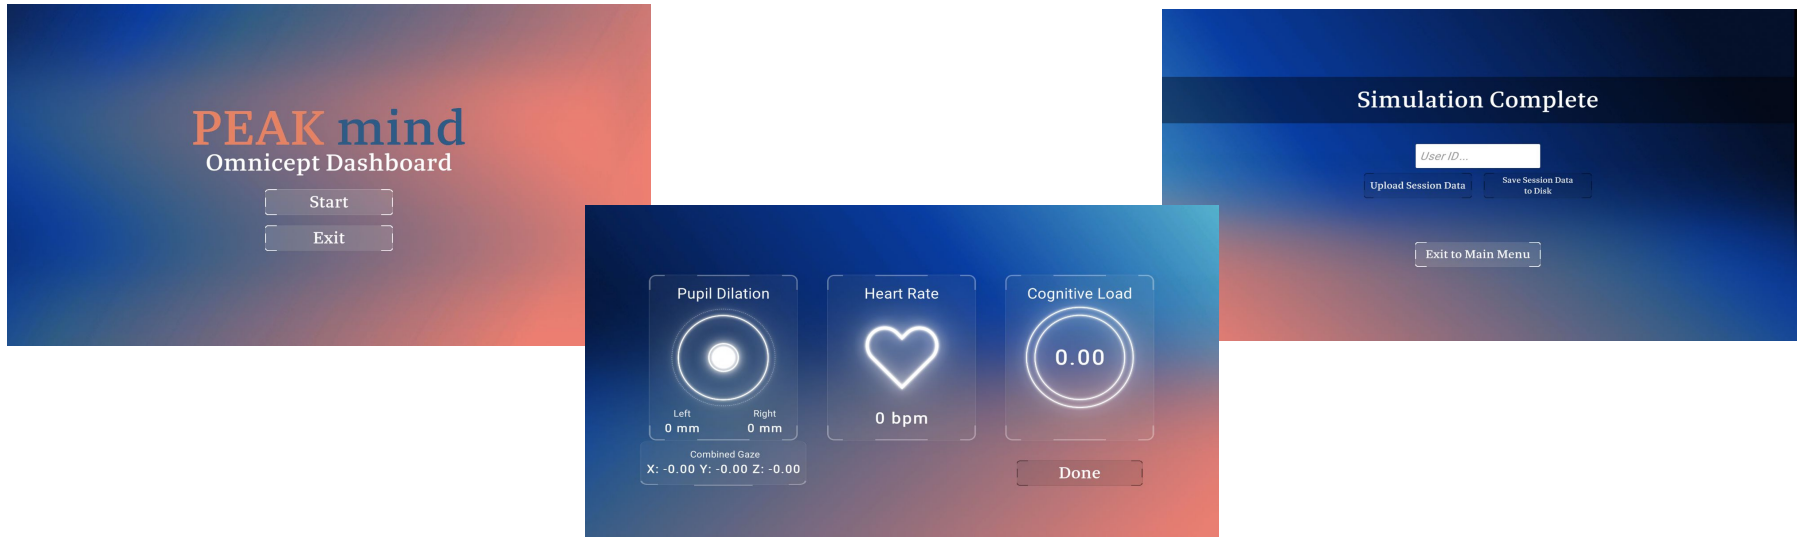 PEAK mind
Omnicept Dashboard
Start
Exit
Pupil Dilation
Left Right
0 mm 0 mm
Combined Gaze
X: -0.00 Y: -0.00 Z: -0.00
Heart Rate
0 bpm
Cognitive Load
0.00
Done
Simulation Complete
User ID...
Upload Session Data
Save Session Data
to Disk
Exit to Main Menu